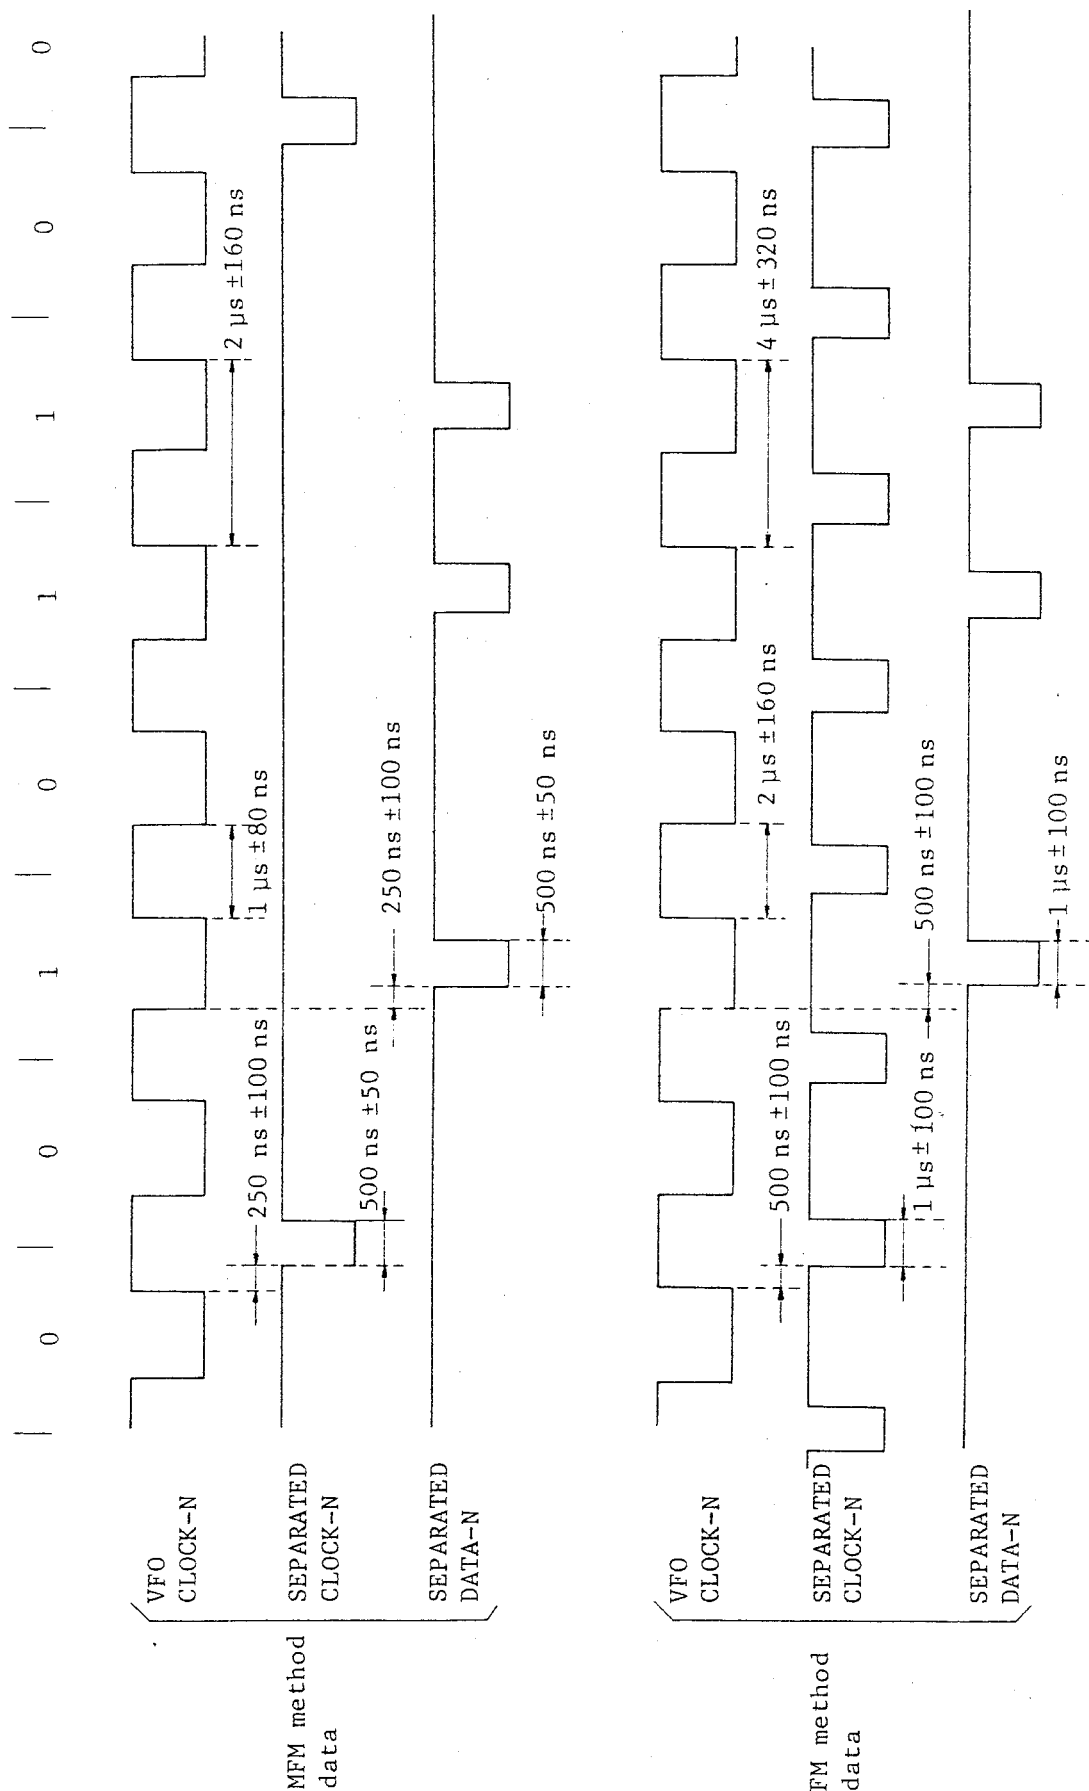 0 | 0 | 1 | 0 | 1 | 1 | 0 | 0
MFM method
data
VFO
CLOCK-N
1 µs ±80 ns
2 µs ±160 ns
SEPARATED
CLOCK-N
250 ns ±100 ns
500 ns ±50 ns
SEPARATED
DATA-N
250 ns ±100 ns
500 ns ±50 ns
FM method
data
VFO
CLOCK-N
2 µs ±160 ns
4 µs ±320 ns
SEPARATED
CLOCK-N
500 ns ±100 ns
1 µs ±100 ns
SEPARATED
DATA-N
500 ns ±100 ns
1 µs ±100 ns